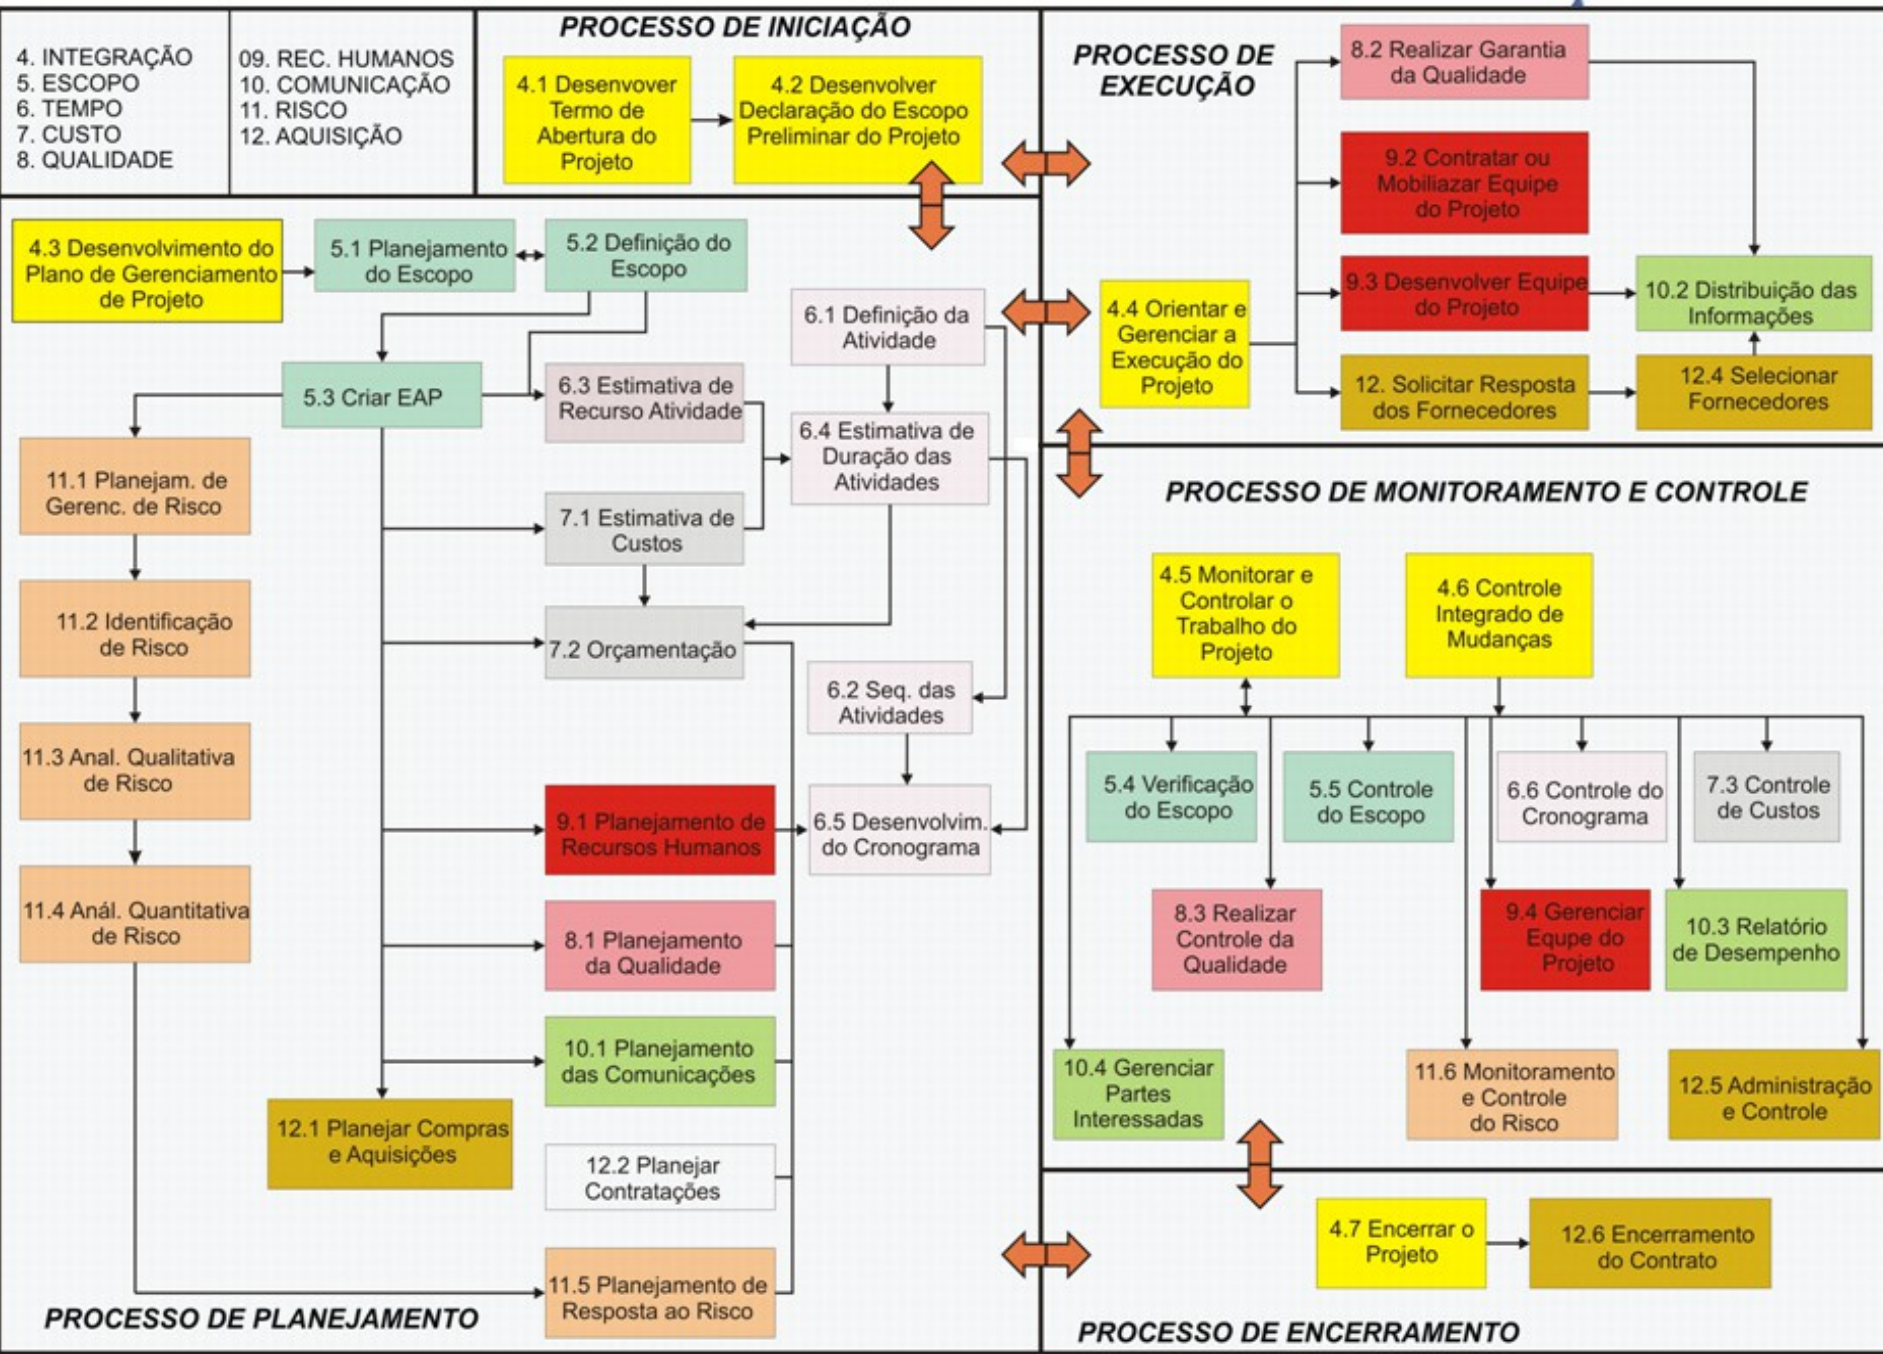 4. INTEGRAÇÃO
5. ESCOPO
6. TEMPO
7. CUSTO
8. QUALIDADE
09. REC. HUMANOS
10. COMUNICAÇÃO
11. RISCO
12. AQUISIÇÃO
PROCESSO DE INICIAÇÃO
4.1 Desenvover
Termo de
Abertura do
Projeto
4.2 Desenvolver
Declaração do Escopo
Preliminar do Projeto
4.3 Desenvolvimento do
Plano de Gerenciamento
de Projeto
5.1 Planejamento
do Escopo
5.2 Definição do
Escopo
6.1 Definição da
Atividade
5.3 Criar EAP
6.3 Estimativa de
Recurso Atividade
6.4 Estimativa de
Duração das
Atividades
11.1 Planejam. de
Gerenc. de Risco
7.1 Estimativa de
Custos
11.2 Identificação
de Risco
7.2 Orçamentação
6.2 Seq. das
Atividades
11.3 Anal. Qualitativa
de Risco
9.1 Planejamento de
Recursos Humanos
6.5 Desenvolvim.
do Cronograma
11.4 Anál. Quantitativa
de Risco
8.1 Planejamento
da Qualidade
10.1 Planejamento
das Comunicações
12.1 Planejar Compras
e Aquisições
12.2 Planejar
Contratações
11.5 Planejamento de
Resposta ao Risco
PROCESSO DE PLANEJAMENTO
PROCESSO DE
EXECUÇÃO
8.2 Realizar Garantia
da Qualidade
9.2 Contratar ou
Mobiliazar Equipe
do Projeto
9.3 Desenvolver Equipe
do Projeto
10.2 Distribuição das
Informações
4.4 Orientar e
Gerenciar a
Execução do
Projeto
12. Solicitar Resposta
dos Fornecedores
12.4 Selecionar
Fornecedores
PROCESSO DE MONITORAMENTO E CONTROLE
4.5 Monitorar e
Controlar o
Trabalho do
Projeto
4.6 Controle
Integrado de
Mudanças
5.4 Verificação
do Escopo
5.5 Controle
do Escopo
6.6 Controle do
Cronograma
7.3 Controle
de Custos
8.3 Realizar
Controle da
Qualidade
9.4 Gerenciar
Equpe do
Projeto
10.3 Relatório
de Desempenho
10.4 Gerenciar
Partes
Interessadas
11.6 Monitoramento
e Controle
do Risco
12.5 Administração
e Controle
4.7 Encerrar o
Projeto
12.6 Encerramento
do Contrato
PROCESSO DE ENCERRAMENTO